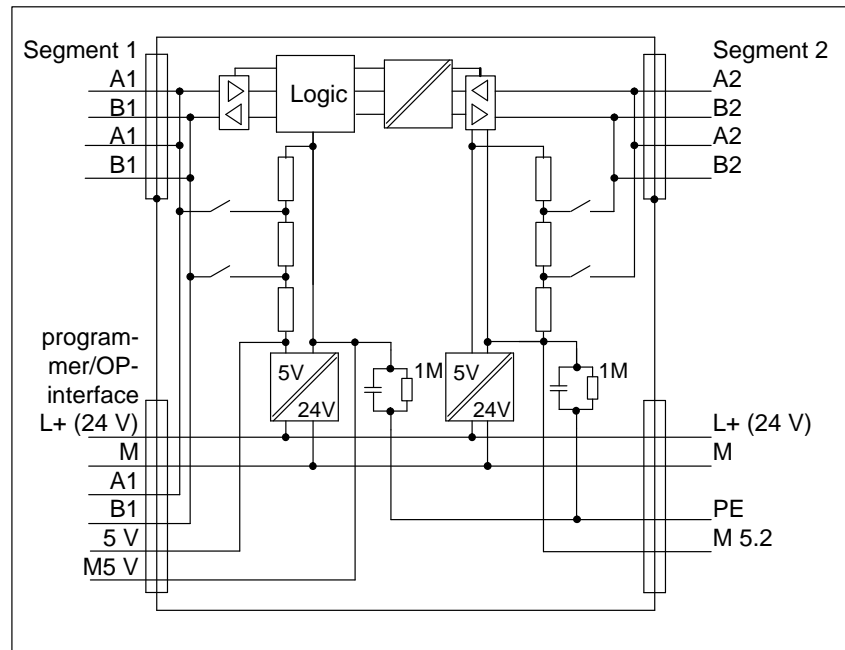 Segment 1
A1
B1
A1
B1
Logic
Segment 2
A2
B2
A2
B2
program-
mer/OP-
interface
L+ (24 V)
M
A1
B1
5 V
M5 V
5V
24V
1M
5V
24V
1M
L+ (24 V)
M
PE
M 5.2